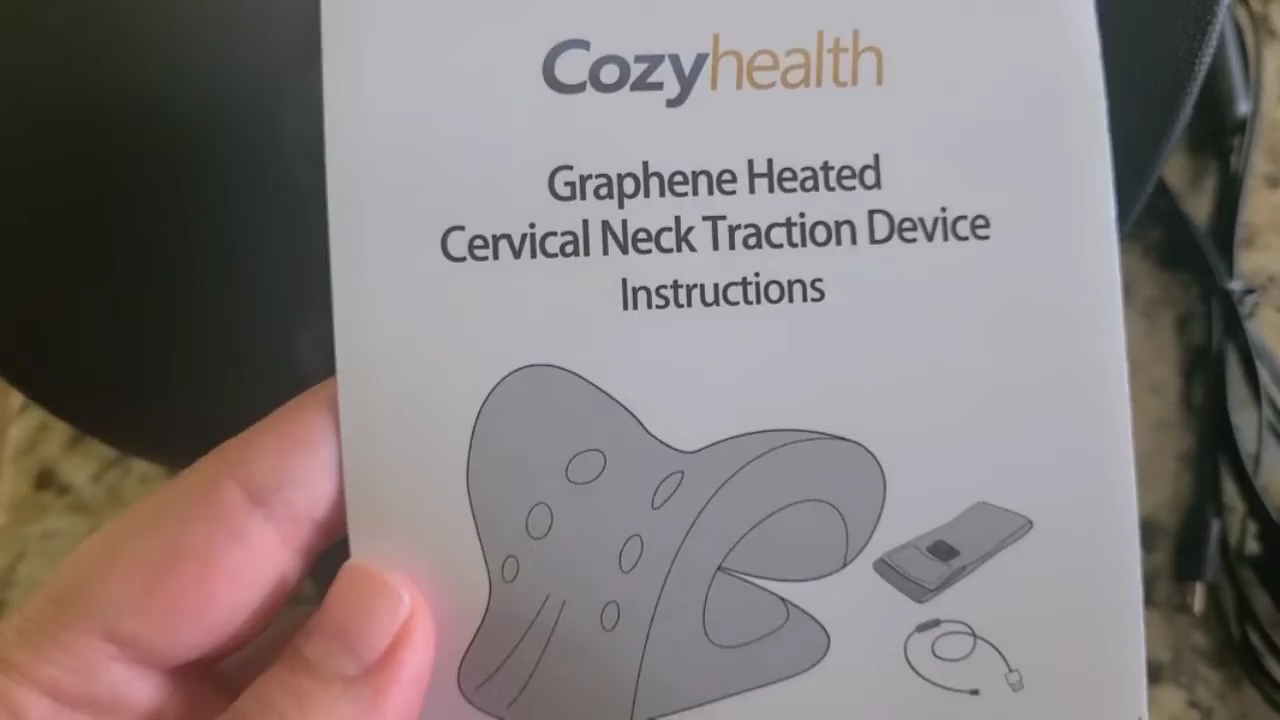 Cozyhealth
Graphene Heated
Cervical Neck Traction Device
Instructions